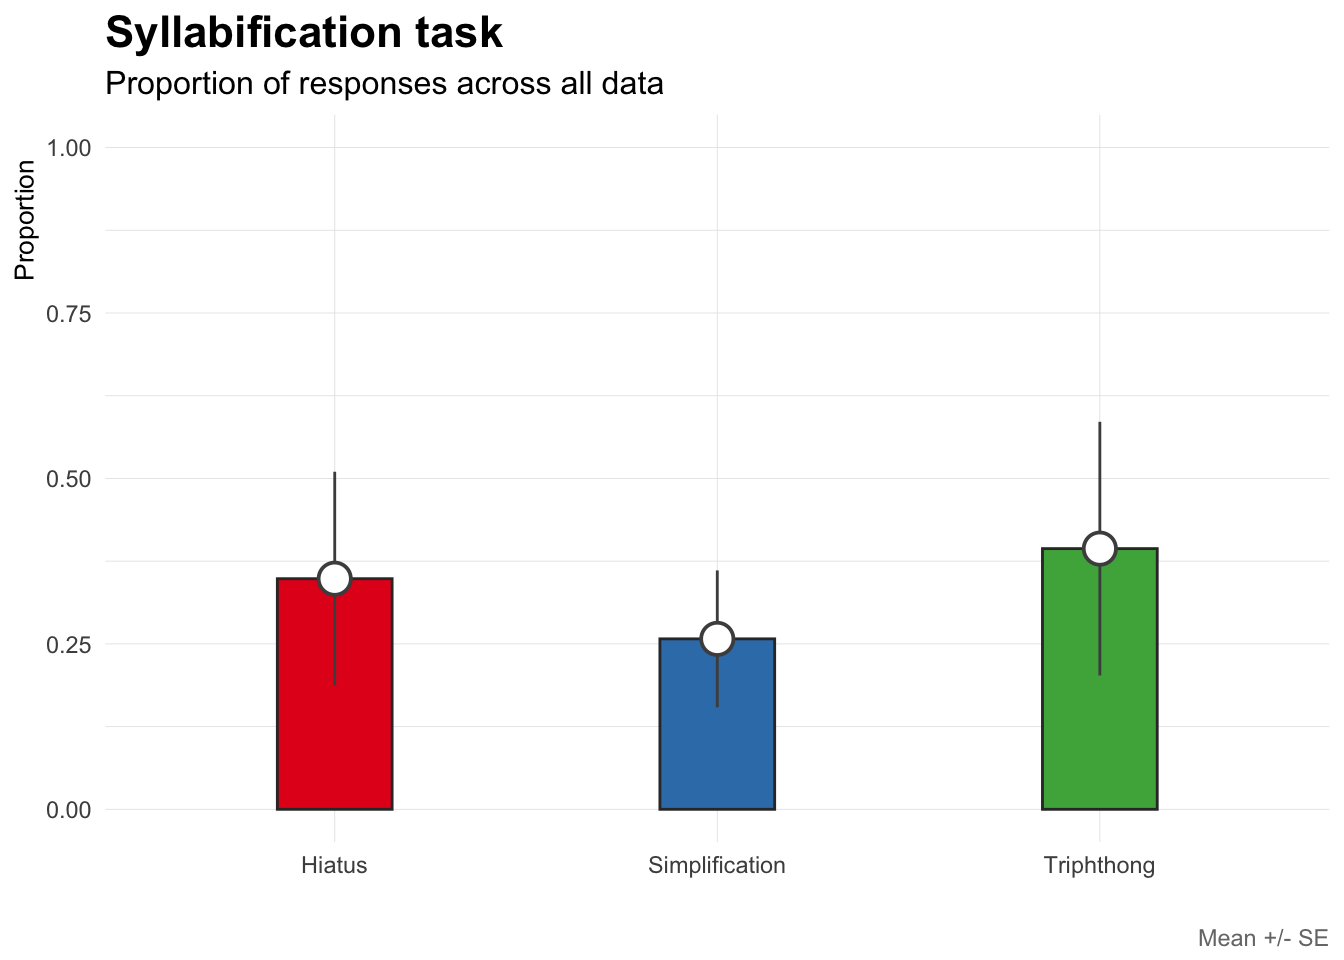 Syllabification task
Proportion of responses across all data
Proportion
1.00
0.75
0.50
0.25
0.00
Hiatus
Simplification
Triphthong
Mean +/- SE